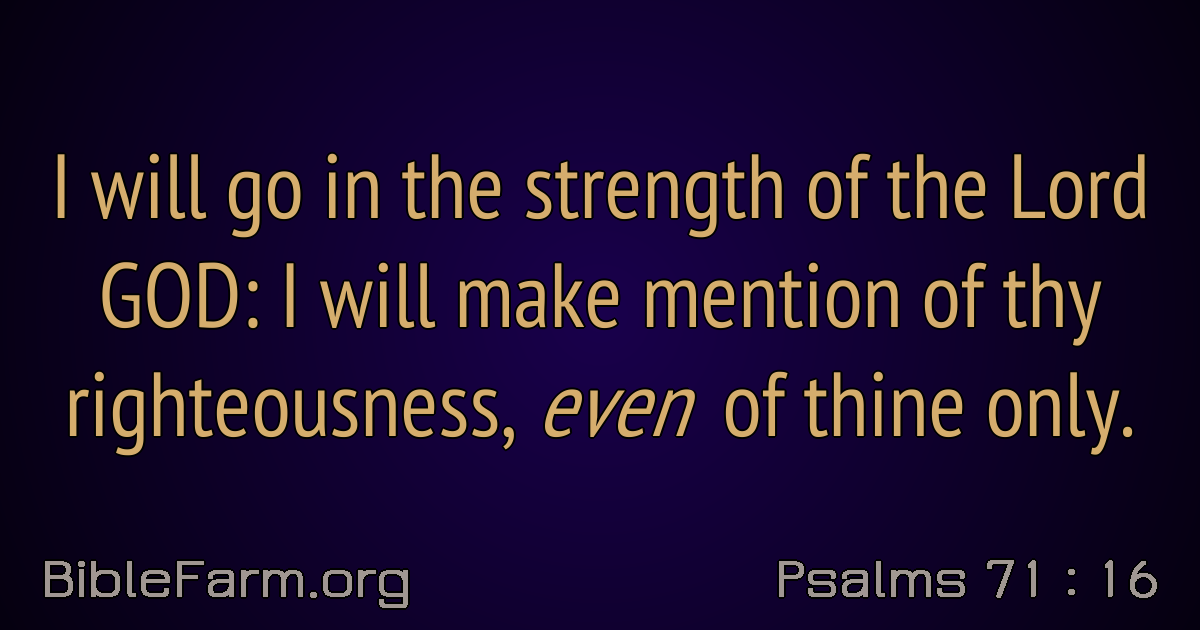 I will go in the strength of the Lord
GOD: I will make mention of thy
righteousness, even of thine only.
BibleFarm.org
Psalms 71 : 16